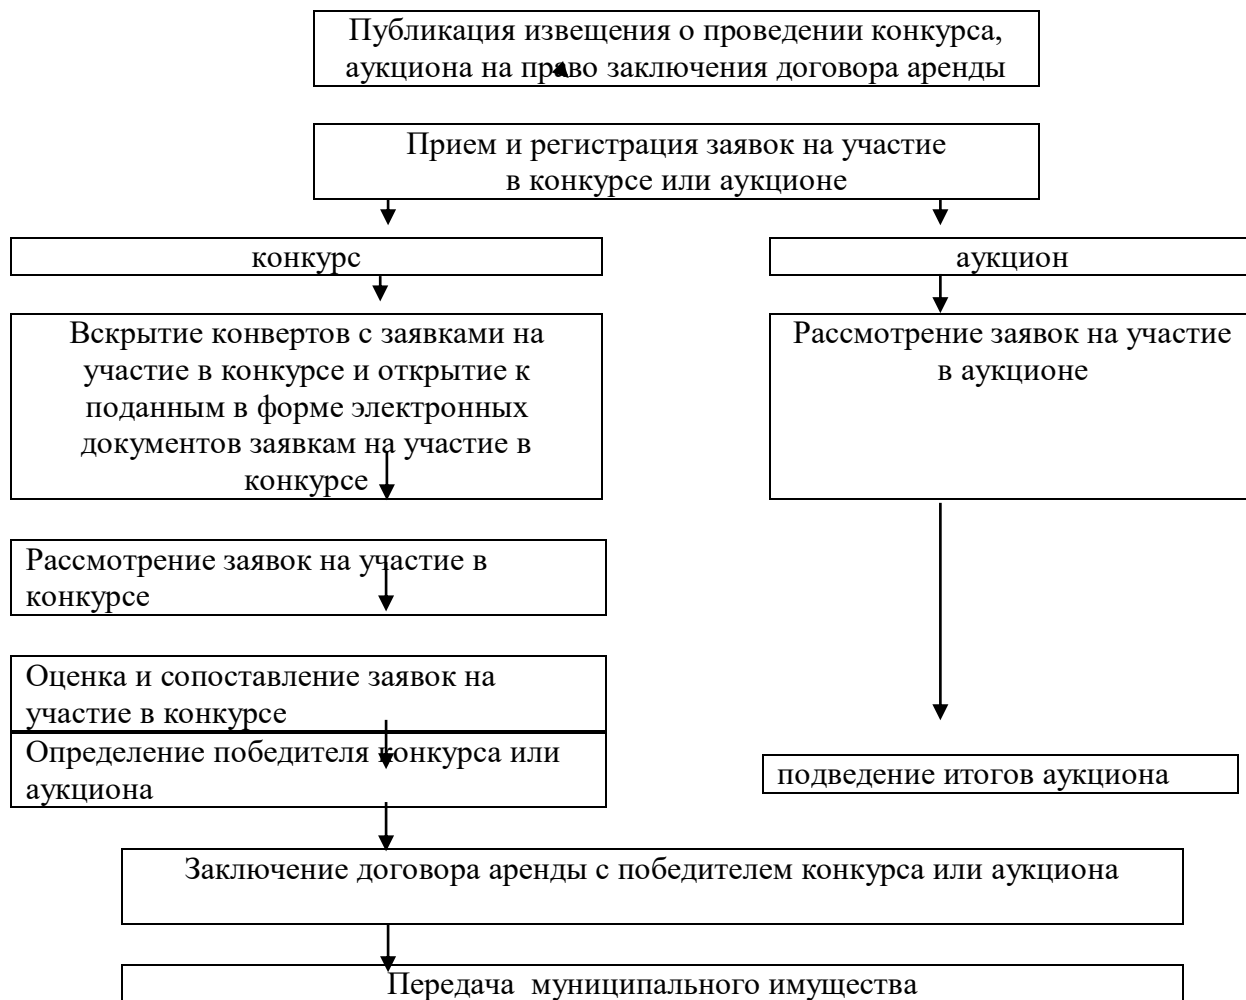 Публикация извещения о проведении конкурса,
аукциона на право заключения договора аренды
Прием и регистрация заявок на участие
в конкурсе или аукционе
конкурс
аукцион
Вскрытие конвертов с заявками на
участие в конкурсе и открытие к
поданным в форме электронных
документов заявкам на участие в
конкурсе
Рассмотрение заявок на участие
в аукционе
Рассмотрение заявок на участие в
конкурсе
Оценка и сопоставление заявок на
участие в конкурсе
Определение победителя конкурса или
аукциона
подведение итогов аукциона
Заключение договора аренды с победителем конкурса или аукциона
Передача муниципального имущества